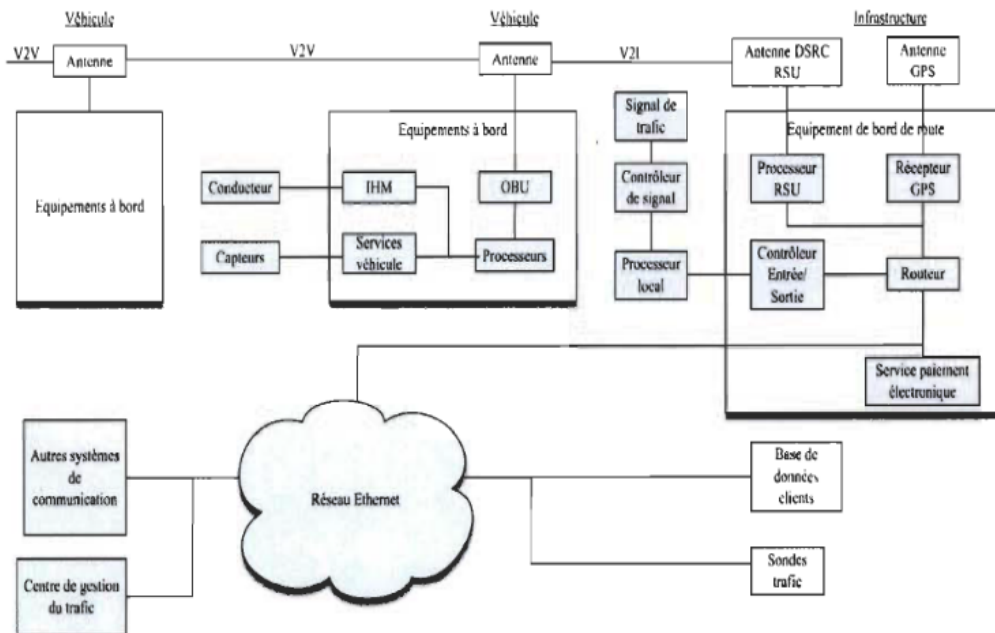 Véhicule
Véhicule
Infrastructure
V2V
Antenne
V2V
Antenne
V2I
Antenne DSRC
RSU
Antenne
GPS
Equipements à bord
Equipements à bord
Conducteur
IHM
OBU
Capteurs
Services
véhicule
Processeurs
Signal de
trafic
Contrôleur
de signal
Processeur
local
Equipement de bord de route
Processeur
RSU
Récepteur
GPS
Contrôleur
Entrée/
Sortie
Routeur
Service paiement
électronique
Autres systèmes
de
communication
Centre de gestion
du trafic
Réseau Ethernet
Base de
données
clients
Sondes
trafic